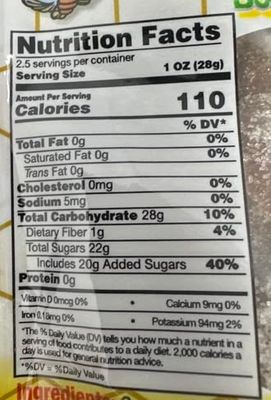 Nutrition Facts
2.5 servings per container
Serving Size 1 OZ (28g)
Amount Per Serving
Calories 110
% DV*
Total Fat 0g 0%
Saturated Fat 0g 0%
Trans Fat 0g
Cholesterol 0mg 0%
Sodium 5mg 0%
Total Carbohydrate 28g 10%
Dietary Fiber 1g 4%
Total Sugars 22g
Includes 20g Added Sugars 40%
Protein 0g
Vitamin D 0mcg 0% • Calcium 9mg 0%
Iron 0.18mg 0% • Potassium 94mg 2%
*The % Daily Value (DV) tells you how much a nutrient in a
serving of food contributes to a daily diet. 2,000 calories a
day is used for general nutrition advice.
*%DV = %Daily Value
Ingredients